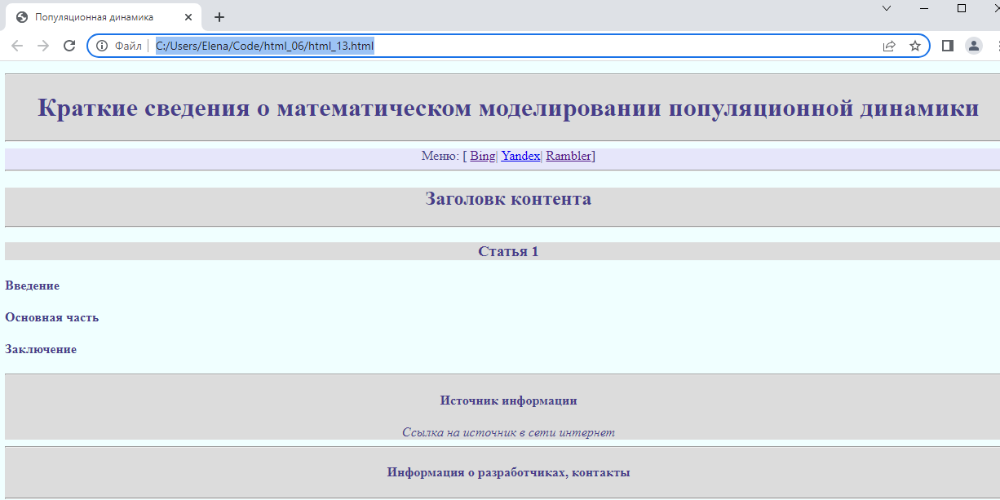 Популяционная динамика
Файл C:/Users/Elena/Code/html_06/html_13.html
Краткие сведения о математическом моделировании популяционной динамики
Меню: [ Bing| Yandex| Rambler]
Заголовк контента
Статья 1
Введение
Основная часть
Заключение
Источник информации
Ссылка на источник в сети интернет
Информация о разработчиках, контакты